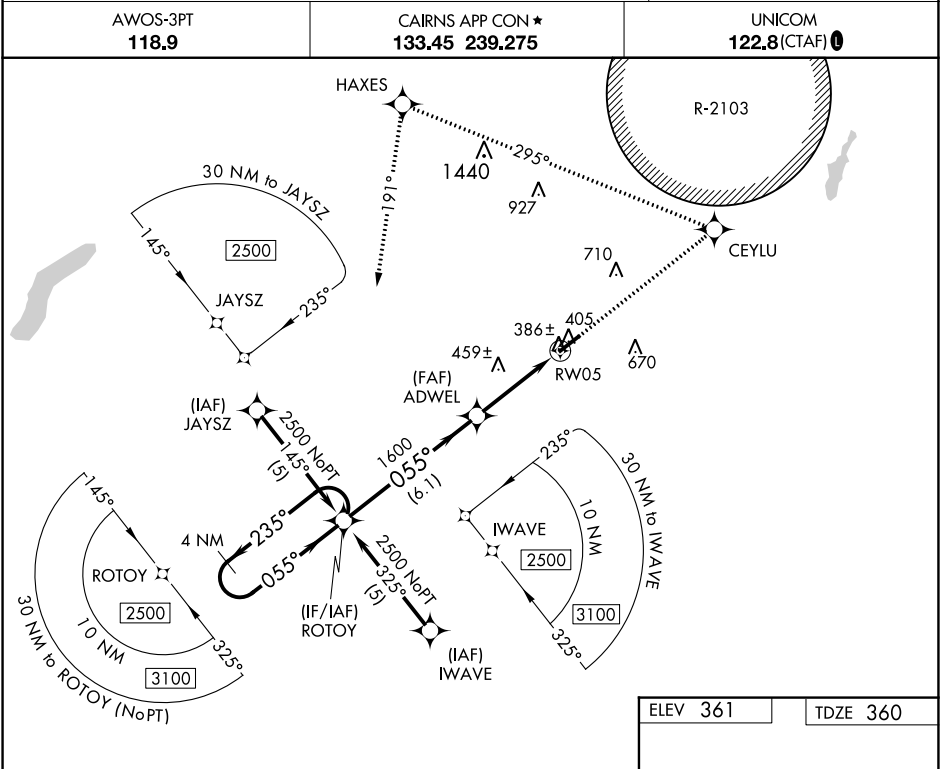 AWOS-3PT
118.9
CAIRNS APP CON ★
133.45 239.275
UNICOM
122.8 (CTAF) L
HAXES
R-2103
295°
1440
927
191°
30 NM to JAYSZ
145°
2500
235°
JAYSZ
CEYLU
710
386±
405
459±
670
RW05
(FAF)
ADWEL
(IAF)
JAYSZ
2500 NoPT
145°
(5)
1600
055°
(6.1)
235°
4 NM
055°
(IF/IAF)
ROTOY
2500 NoPT
325°
(5)
(IAF)
IWAVE
145°
ROTOY
2500
10 NM
3100
325°
30 NM to ROTOY (NoPT)
235°
IWAVE
10 NM
2500
30 NM to IWAVE
3100
325°
ELEV 361
TDZE 360